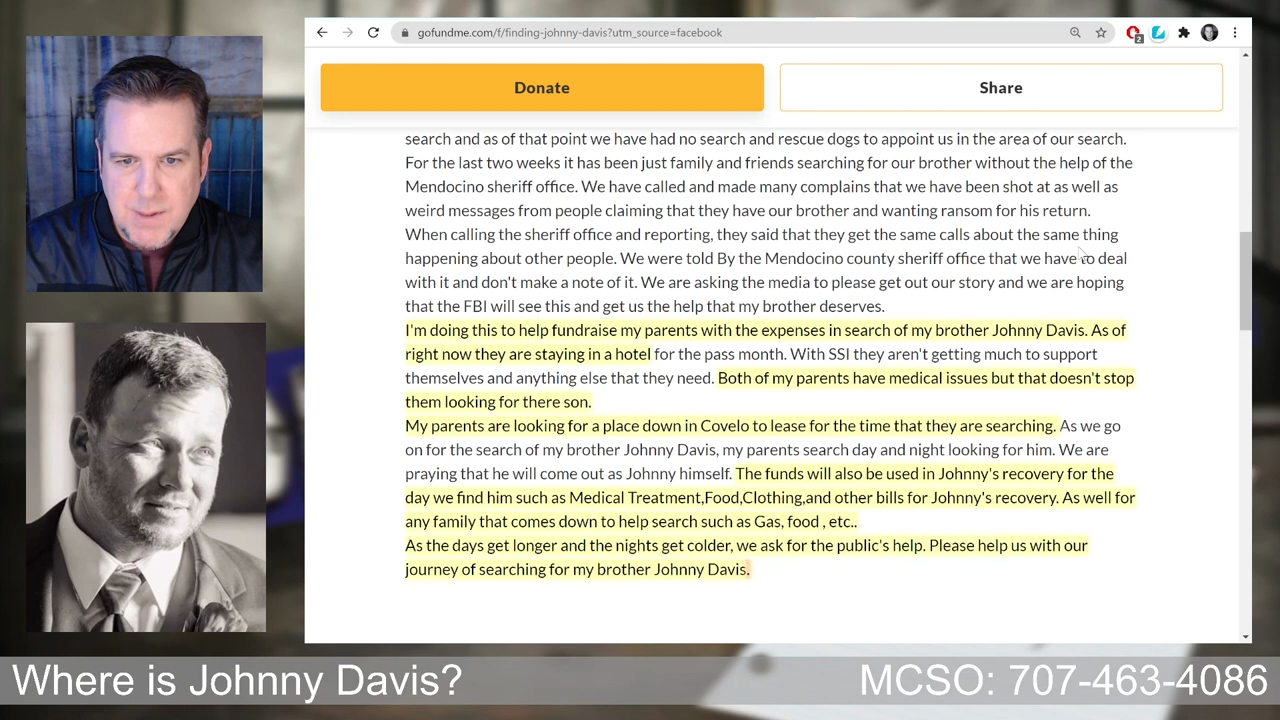 gofundme.com/f/finding-johnny-davis?utm_source=facebook
2
Donate
Share
search and as of that point we have had no search and rescue dogs to appoint us in the area of our search.
For the last two weeks it has been just family and friends searching for our brother without the help of the
Mendocino sheriff office. We have called and made many complains that we have been shot at as well as
weird messages from people claiming that they have our brother and wanting ransom for his return.
When calling the sheriff office and reporting, they said that they get the same calls about the same thing
happening about other people. We were told By the Mendocino county sheriff office that we have to deal
with it and don't make a note of it. We are asking the media to please get out our story and we are hoping
that the FBI will see this and get us the help that my brother deserves.
I'm doing this to help fundraise my parents with the expenses in search of my brother Johnny Davis. As of
right now they are staying in a hotel for the pass month. With SSI they aren't getting much to support
themselves and anything else that they need. Both of my parents have medical issues but that doesn't stop
them looking for there son.
My parents are looking for a place down in Covelo to lease for the time that they are searching. As we go
on for the search of my brother Johnny Davis, my parents search day and night looking for him. We are
praying that he will come out as Johnny himself. The funds will also be used in Johnny's recovery for the
day we find him such as Medical Treatment,Food,Clothing,and other bills for Johnny's recovery. As well for
any family that comes down to help search such as Gas, food , etc..
As the days get longer and the nights get colder, we ask for the public's help. Please help us with our
journey of searching for my brother Johnny Davis.
Where is Johnny Davis?
MCSO: 707-463-4086